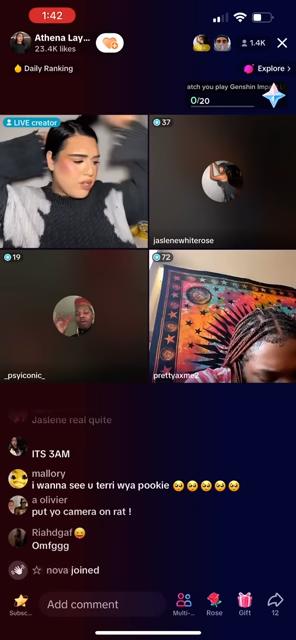 1:42
Athena Lay...
23.4K likes
1.4K
Daily Ranking
Explore >
atch you play Genshin Imp
0/20
LIVE creator
37
jaslenewhiterose
19
72
_psyiconic_
prettyaxme2
Jaslene real quite
ITS 3AM
mallory
i wanna see u terri wya pookie 🥺🥺🥺🥺🥺
a olivier
put yo camera on rat !
Riahdgaf😝
Omfggg
nova joined
Subsc...
Add comment
Multi-...
Rose
Gift
12